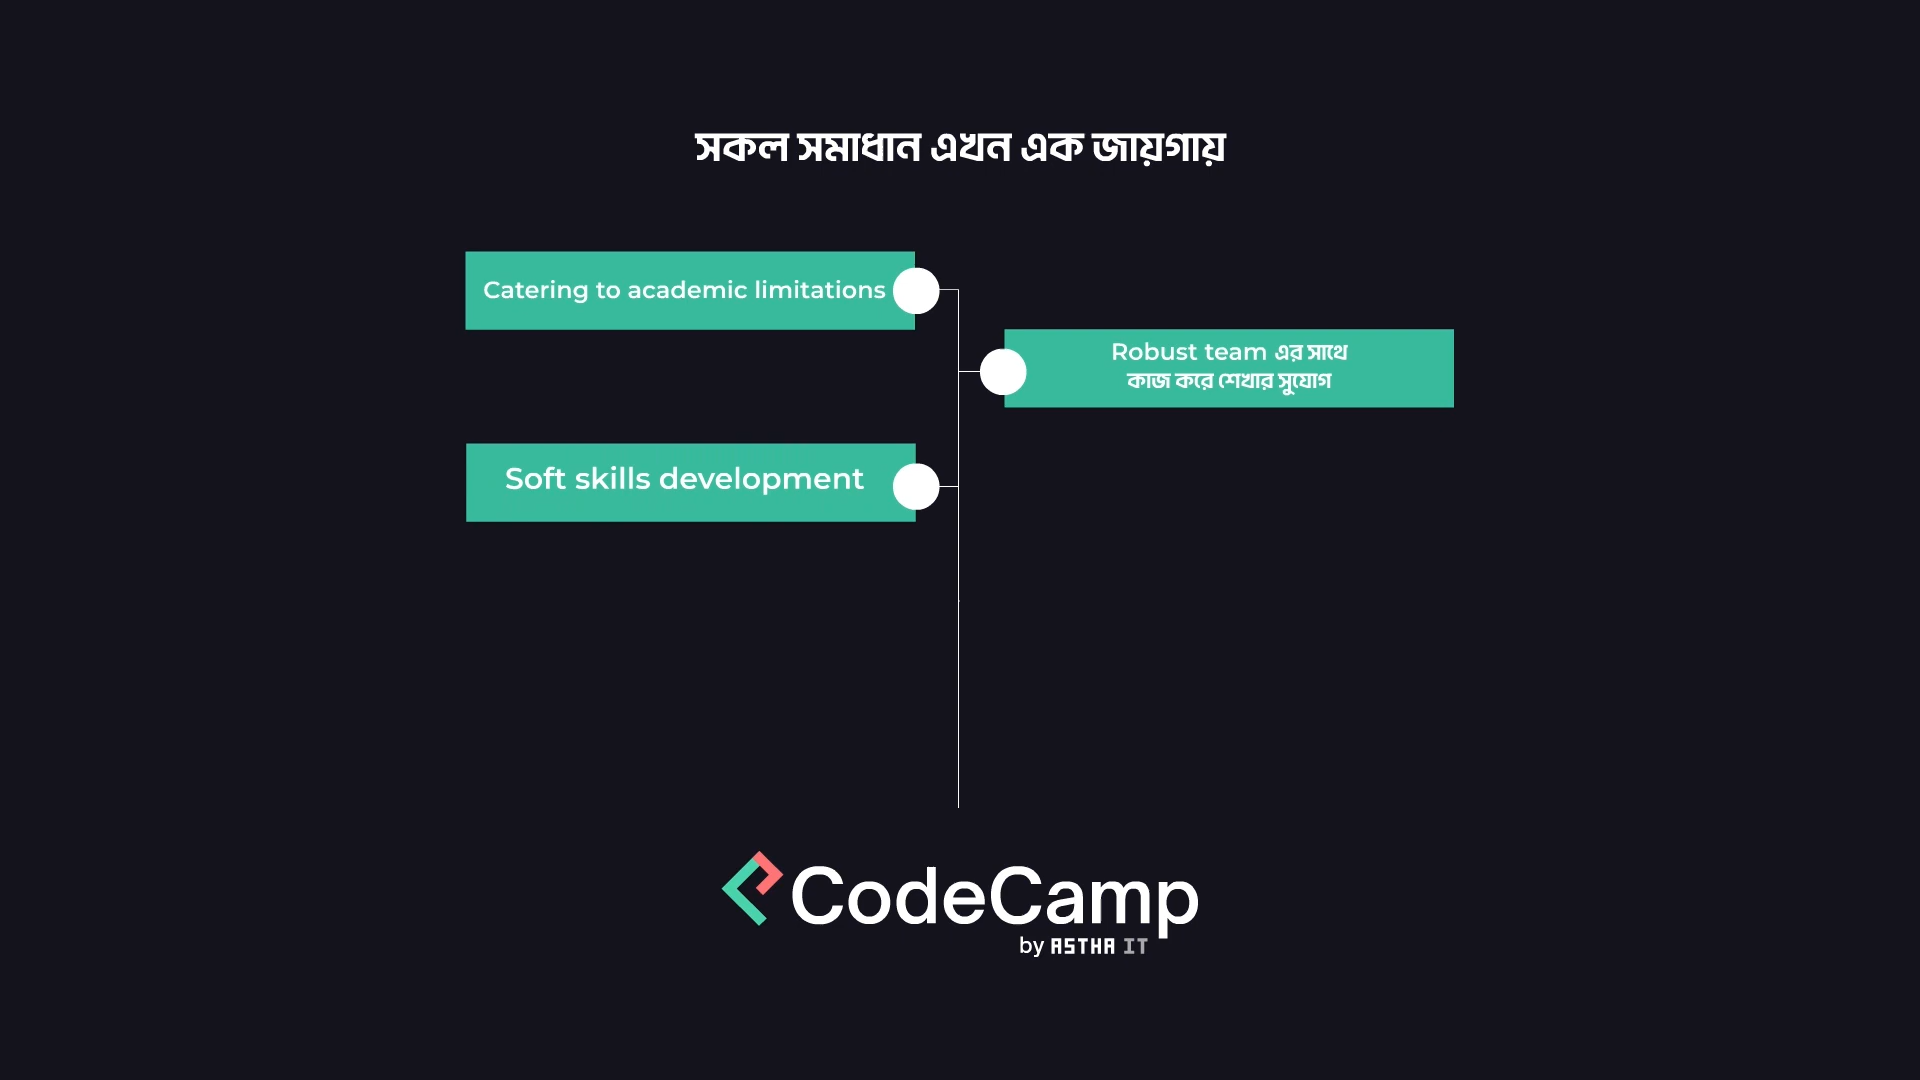 সকল সমাধান এখন এক জায়গায়
Catering to academic limitations
Robust team এর সাথে
কাজ করে শেখার সুযোগ
Soft skills development
CodeCamp
by ASTHA IT